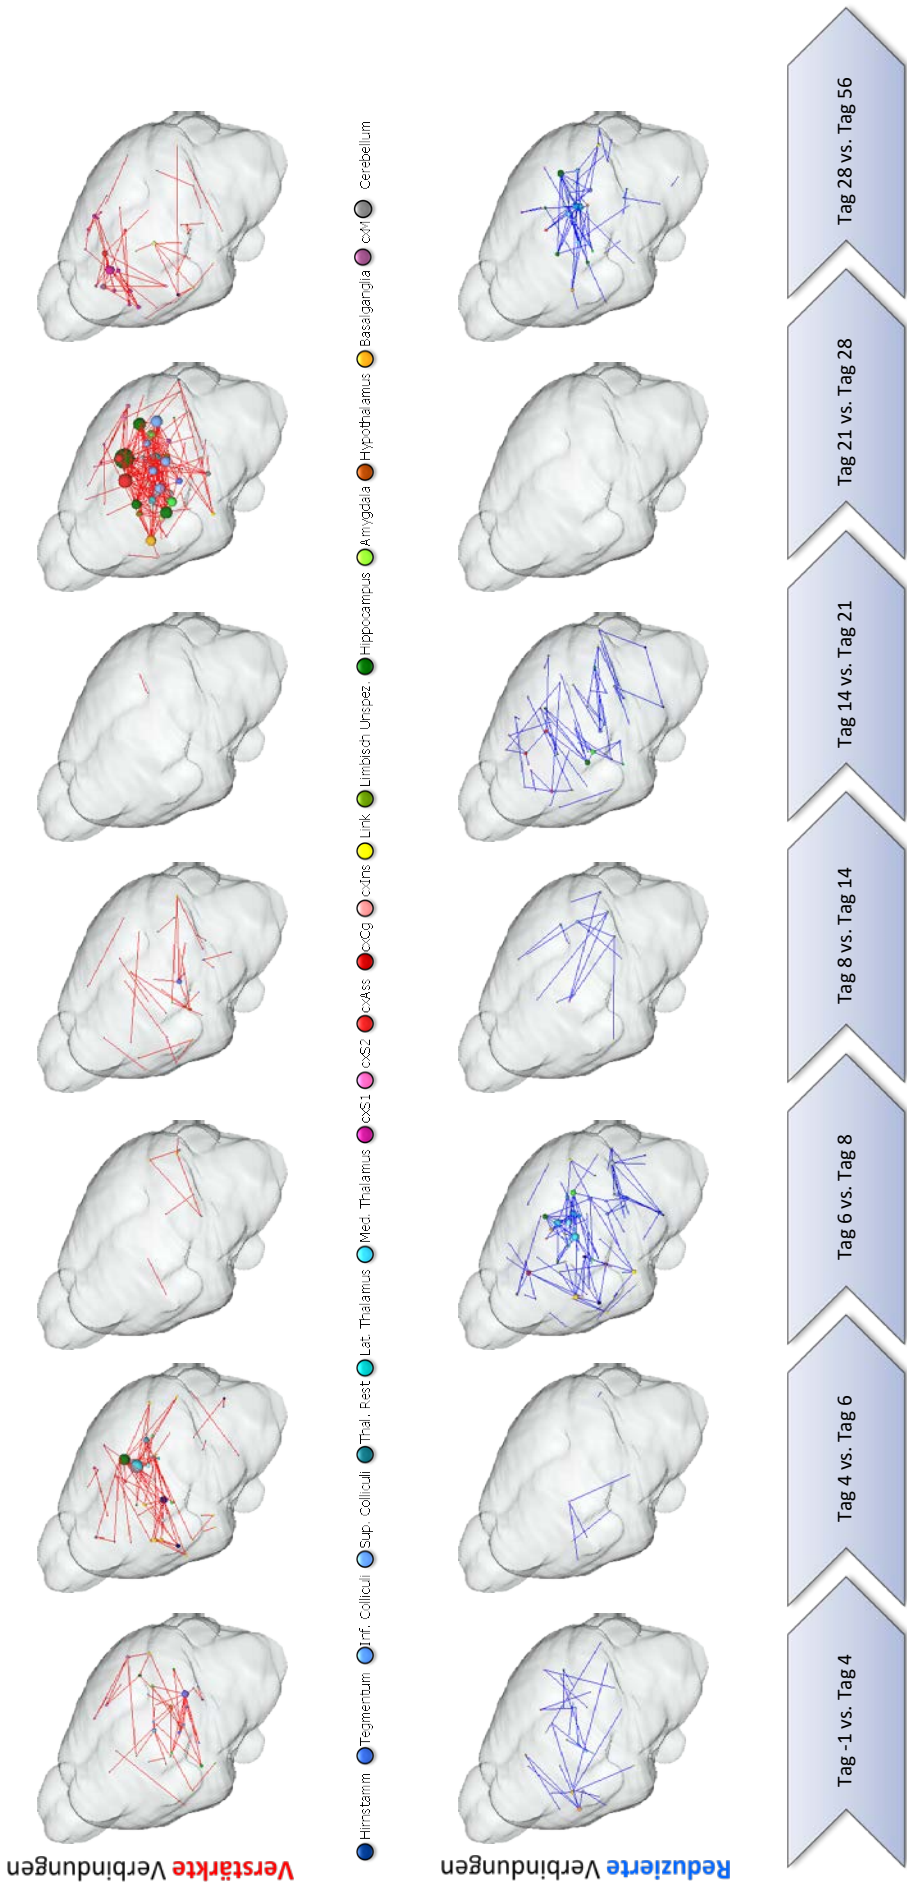 Verstärkte Verbindungen
Hirnstamm Tegmentum Inf. Colliculi Sup. Colliculi Thal. Rest Lat. Thalamus Med. Thalamus cxS1 cxS2 cxAss cxCg cxIns Link Limbisch Unspez. Hippocampus Amygdala Hypothalamus Basalganglia cxM Cerebellum
Reduzierte Verbindungen
Tag -1 vs. Tag 4
Tag 4 vs. Tag 6
Tag 6 vs. Tag 8
Tag 8 vs. Tag 14
Tag 14 vs. Tag 21
Tag 21 vs. Tag 28
Tag 28 vs. Tag 56